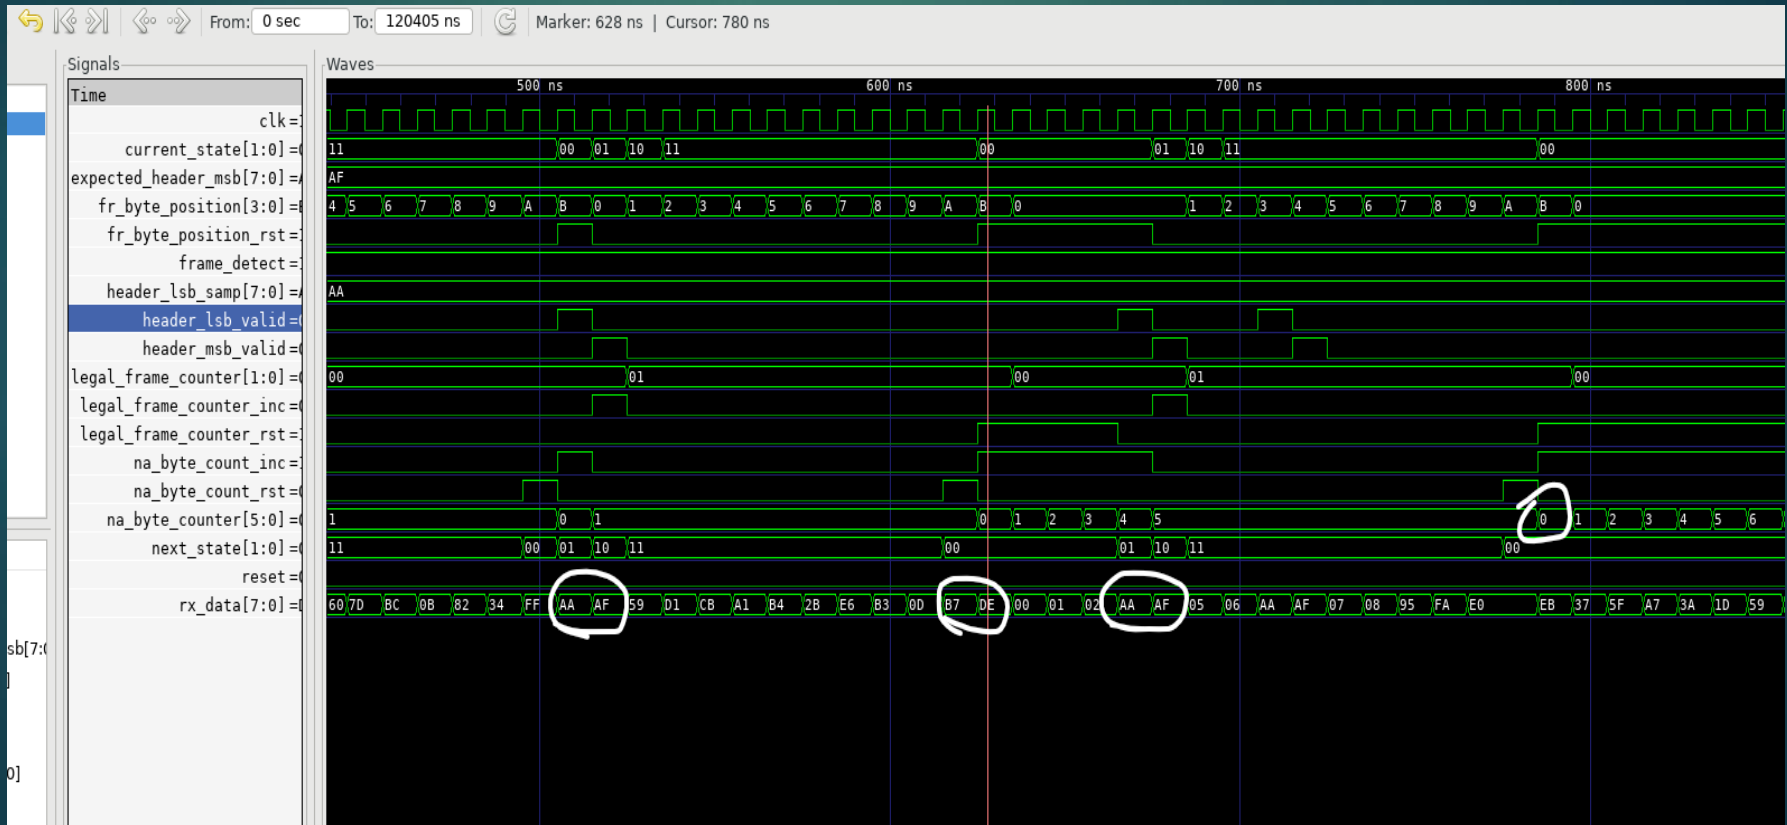 From: 0 sec To: 120405 ns Marker: 628 ns | Cursor: 780 ns
Signals Waves
Time 500 ns 600 ns 700 ns 800 ns
clk =
current_state[1:0] = 11 00 01 10 11 00 01 10 11 00
expected_header_msb[7:0] = AF
fr_byte_position[3:0] = 4 5 6 7 8 9 A B 0 1 2 3 4 5 6 7 8 9 A B 0 1 2 3 4 5 6 7 8 9 A B 0
fr_byte_position_rst =
frame_detect =
header_lsb_samp[7:0] = AA
header_lsb_valid =
header_msb_valid =
legal_frame_counter[1:0] = 00 01 00 01 00
legal_frame_counter_inc =
legal_frame_counter_rst =
na_byte_count_inc =
na_byte_count_rst =
na_byte_counter[5:0] = 1 0 1 0 1 2 3 4 5 0 1 2 3 4 5 6
next_state[1:0] = 11 00 01 10 11 00 01 10 11 00
reset =
rx_data[7:0] = 60 7D BC 0B 82 34 FF AA AF 59 D1 CB A1 B4 2B E6 B3 0D B7 DE 00 01 02 AA AF 05 06 AA AF 07 08 95 FA E0 EB 37 5F A7 3A 1D 59
sb[7:0
]
0]